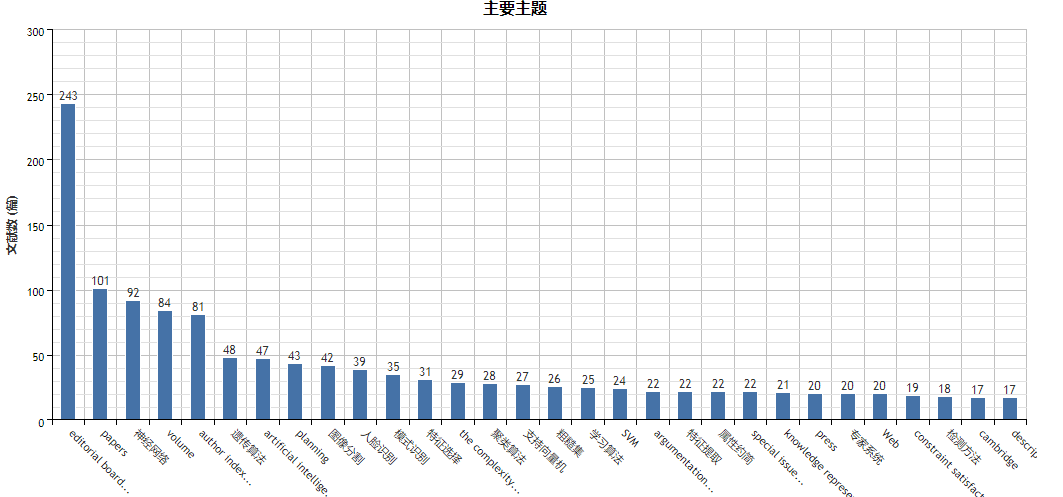 主要主题
文献数 (篇)
300
250
200
150
100
50
0
243
101
92
84
81
48
47
43
42
39
35
31
29
28
27
26
25
24
22
22
22
22
21
20
20
20
19
18
17
17
editorial board...
papers
神经网络
volume
author index...
遗传算法
artificial intellige...
planning
图像分割
人脸识别
模式识别
特征选择
the complexity...
聚类算法
支持向量机
粗糙集
学习算法
SVM
argumentation...
特征提取
属性约简
special issue...
knowledge represe
press
专家系统
Web
constraint satisfact
检测方法
cambridge
descrip